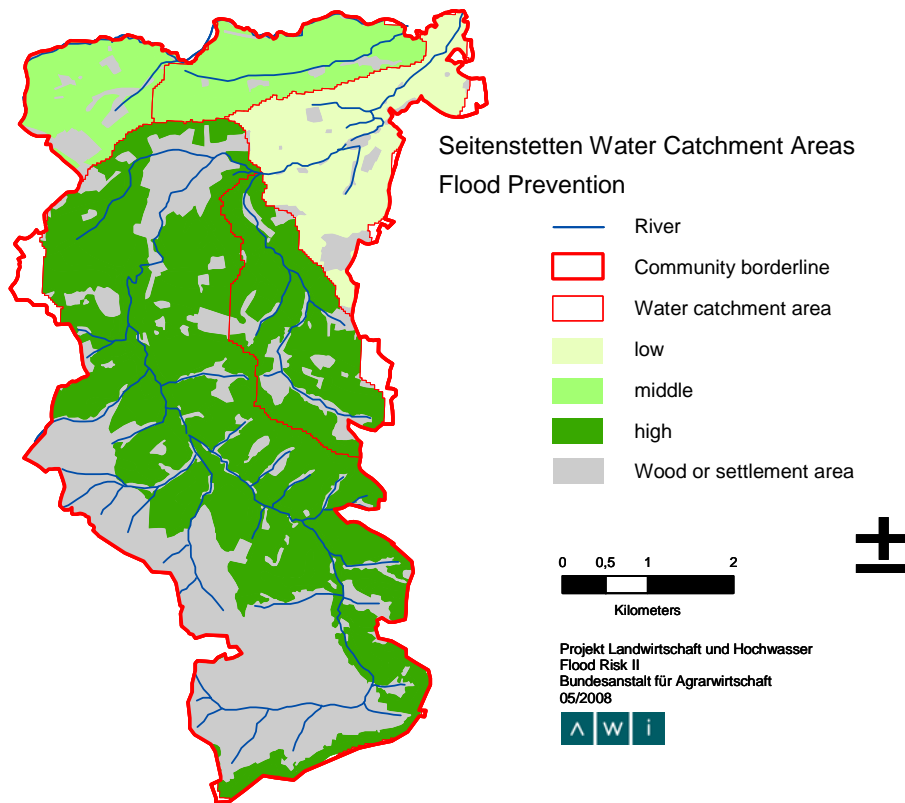 Seitenstetten Water Catchment Areas
Flood Prevention
River
Community borderline
Water catchment area
low
middle
high
Wood or settlement area
0 0,5 1 2
Kilometers
Projekt Landwirtschaft und Hochwasser
Flood Risk II
Bundesanstalt für Agrarwirtschaft
05/2008
AWi